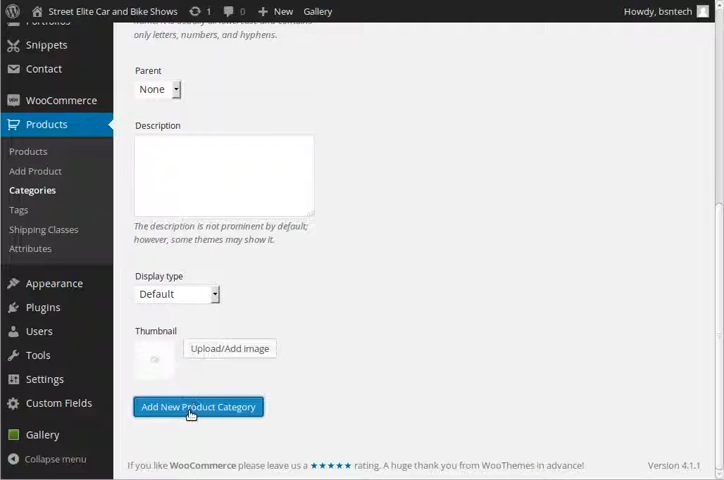 Street Elite Car and Bike Shows 1 0 New Gallery Howdy, bsntech
Snippets
Contact
WooCommerce
Products
Products
Add Product
Categories
Tags
Shipping Classes
Attributes
Appearance
Plugins
Users
Tools
Settings
Custom Fields
Gallery
Collapse menu
only letters, numbers, and hyphens.
Parent
None
Description
The description is not prominent by default;
however, some themes may show it.
Display type
Default
Thumbnail
Upload/Add image
Add New Product Category
If you like WooCommerce please leave us a ★★★★★ rating. A huge thank you from WooThemes in advance! Version 4.1.1